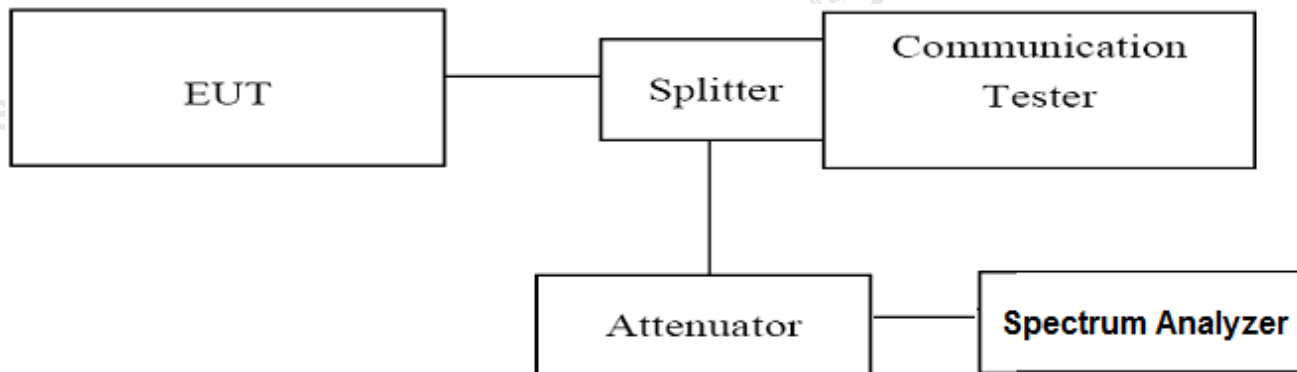 EUT
Splitter
Communication
Tester
Attenuator
Spectrum Analyzer